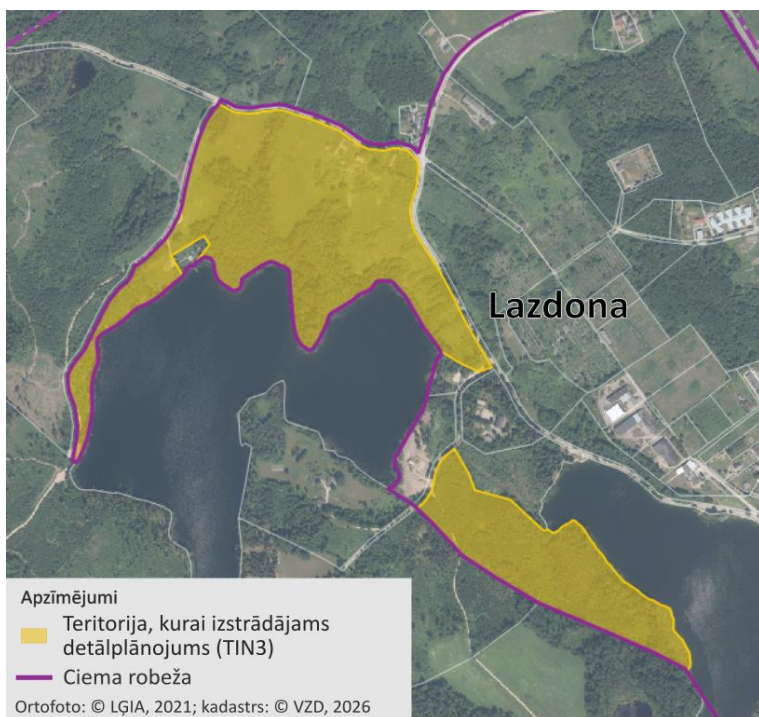 Lazdona
Apzīmējumi
Teritorija, kurai izstrādājams
detālplānojums (TIN3)
Ciema robeža
Ortofoto: © LĢIA, 2021; kadastrs: © VZD, 2026